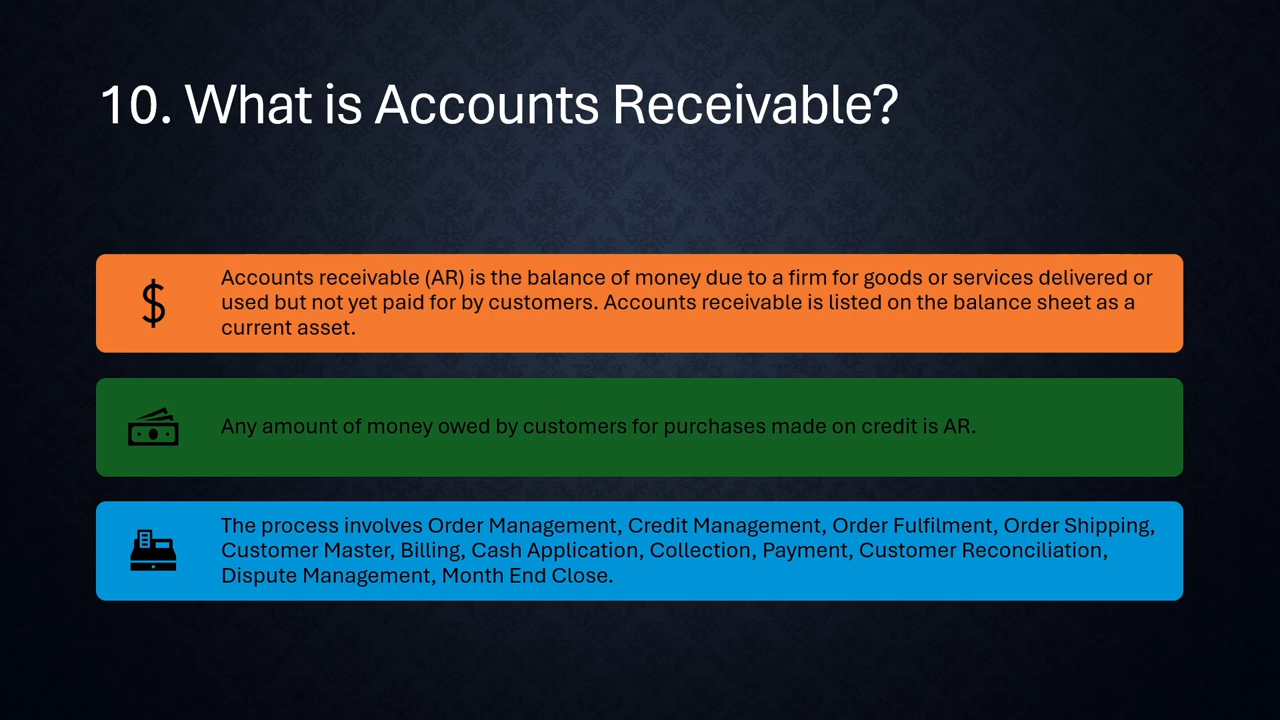 10. What is Accounts Receivable?
Accounts receivable (AR) is the balance of money due to a firm for goods or services delivered or
used but not yet paid for by customers. Accounts receivable is listed on the balance sheet as a
current asset.
Any amount of money owed by customers for purchases made on credit is AR.
The process involves Order Management, Credit Management, Order Fulfilment, Order Shipping,
Customer Master, Billing, Cash Application, Collection, Payment, Customer Reconciliation,
Dispute Management, Month End Close.